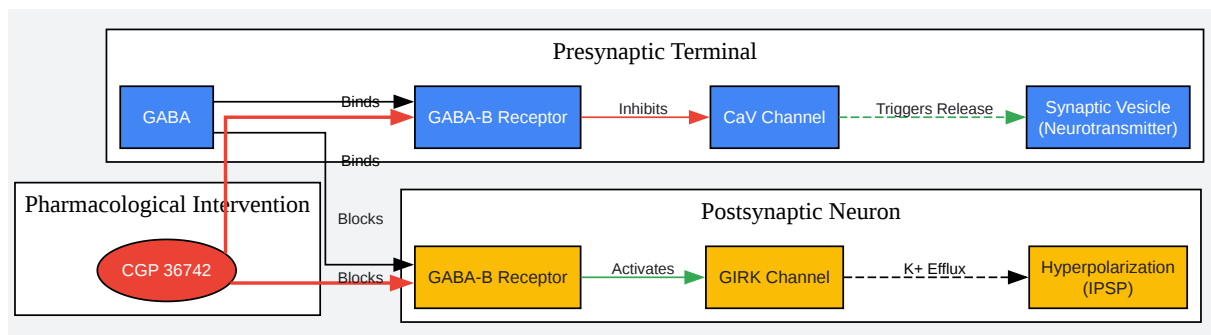 Presynaptic Terminal
GABA
Binds
GABA-B Receptor
Inhibits
CaV Channel
Triggers Release
Synaptic Vesicle
(Neurotransmitter)
Binds
Pharmacological Intervention
CGP 36742
Blocks
Blocks
Postsynaptic Neuron
GABA-B Receptor
Activates
GIRK Channel
K+ Efflux
Hyperpolarization
(IPSP)